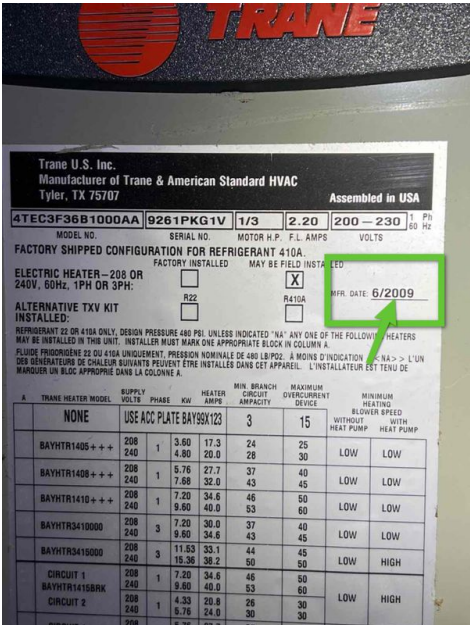 TRANE
Trane U.S. Inc.
Manufacturer of Trane & American Standard HVAC
Tyler, TX 75707
Assembled in USA
4TEC3F36B1000AA 9261PKG1V 1/3 2.20 200 – 230 1 Ph
60 Hz
MODEL NO. SERIAL NO. MOTOR H.P. F.L. AMPS VOLTS
FACTORY SHIPPED CONFIGURATION FOR REFRIGERANT 410A.
FACTORY INSTALLED MAY BE FIELD INSTALLED
ELECTRIC HEATER–208 OR
240V, 60Hz, 1PH OR 3PH: X
MFR. DATE: 6/2009
R22 R410A
ALTERNATIVE TXV KIT
INSTALLED:
REFRIGERANT 22 OR 410A ONLY, DESIGN PRESSURE 480 PSI. UNLESS INDICATED "NA" ANY ONE OF THE FOLLOWING HEATERS
MAY BE INSTALLED IN THIS UNIT. INSTALLER MUST MARK ONE APPROPRIATE BLOCK IN COLUMN A.
FLUIDE FRIGORIGÈNE 22 OU 410A UNIQUEMENT, PRESSION NOMINALE DE 480 LB/PO2. À MOINS D'INDICATION < NA> > L'UN
DES GÉNÉRATEURS DE CHALEUR SUIVANTS PEUVENT ÊTRE INSTALLÉS DANS CET APPAREIL. L'INSTALLATEUR EST TENU DE
MARQUER UN BLOC APPROPRIÉ DANS LA COLONNE A.
A TRANE HEATER MODEL SUPPLY VOLTS PHASE KW HEATER AMPS MIN. BRANCH CIRCUIT AMPACITY MAXIMUM OVERCURRENT DEVICE MINIMUM HEATING BLOWER SPEED
WITHOUT HEAT PUMP WITH HEAT PUMP
NONE USE ACC PLATE BAY99X123 3 15
BAYHTR1405+++ 208 1 3.60 17.3 24 25 LOW LOW
240 4.80 20.0 28 30
BAYHTR1408+++ 208 1 5.76 27.7 37 40 LOW LOW
240 7.68 32.0 43 45
BAYHTR1410+++ 208 1 7.20 34.6 46 50 LOW LOW
240 9.60 40.0 53 60
BAYHTR3410000 208 3 7.20 30.0 37 40 LOW LOW
240 9.60 34.6 43 45
BAYHTR3415000 208 3 11.53 33.1 44 45 LOW HIGH
240 15.36 38.2 50 50
CIRCUIT 1 208 1 7.20 34.6 46 50
BAYHTR1415BRK 240 9.60 40.0 53 60 LOW HIGH
CIRCUIT 2 208 1 4.33 20.8 26 30
240 5.76 24.0 30 30